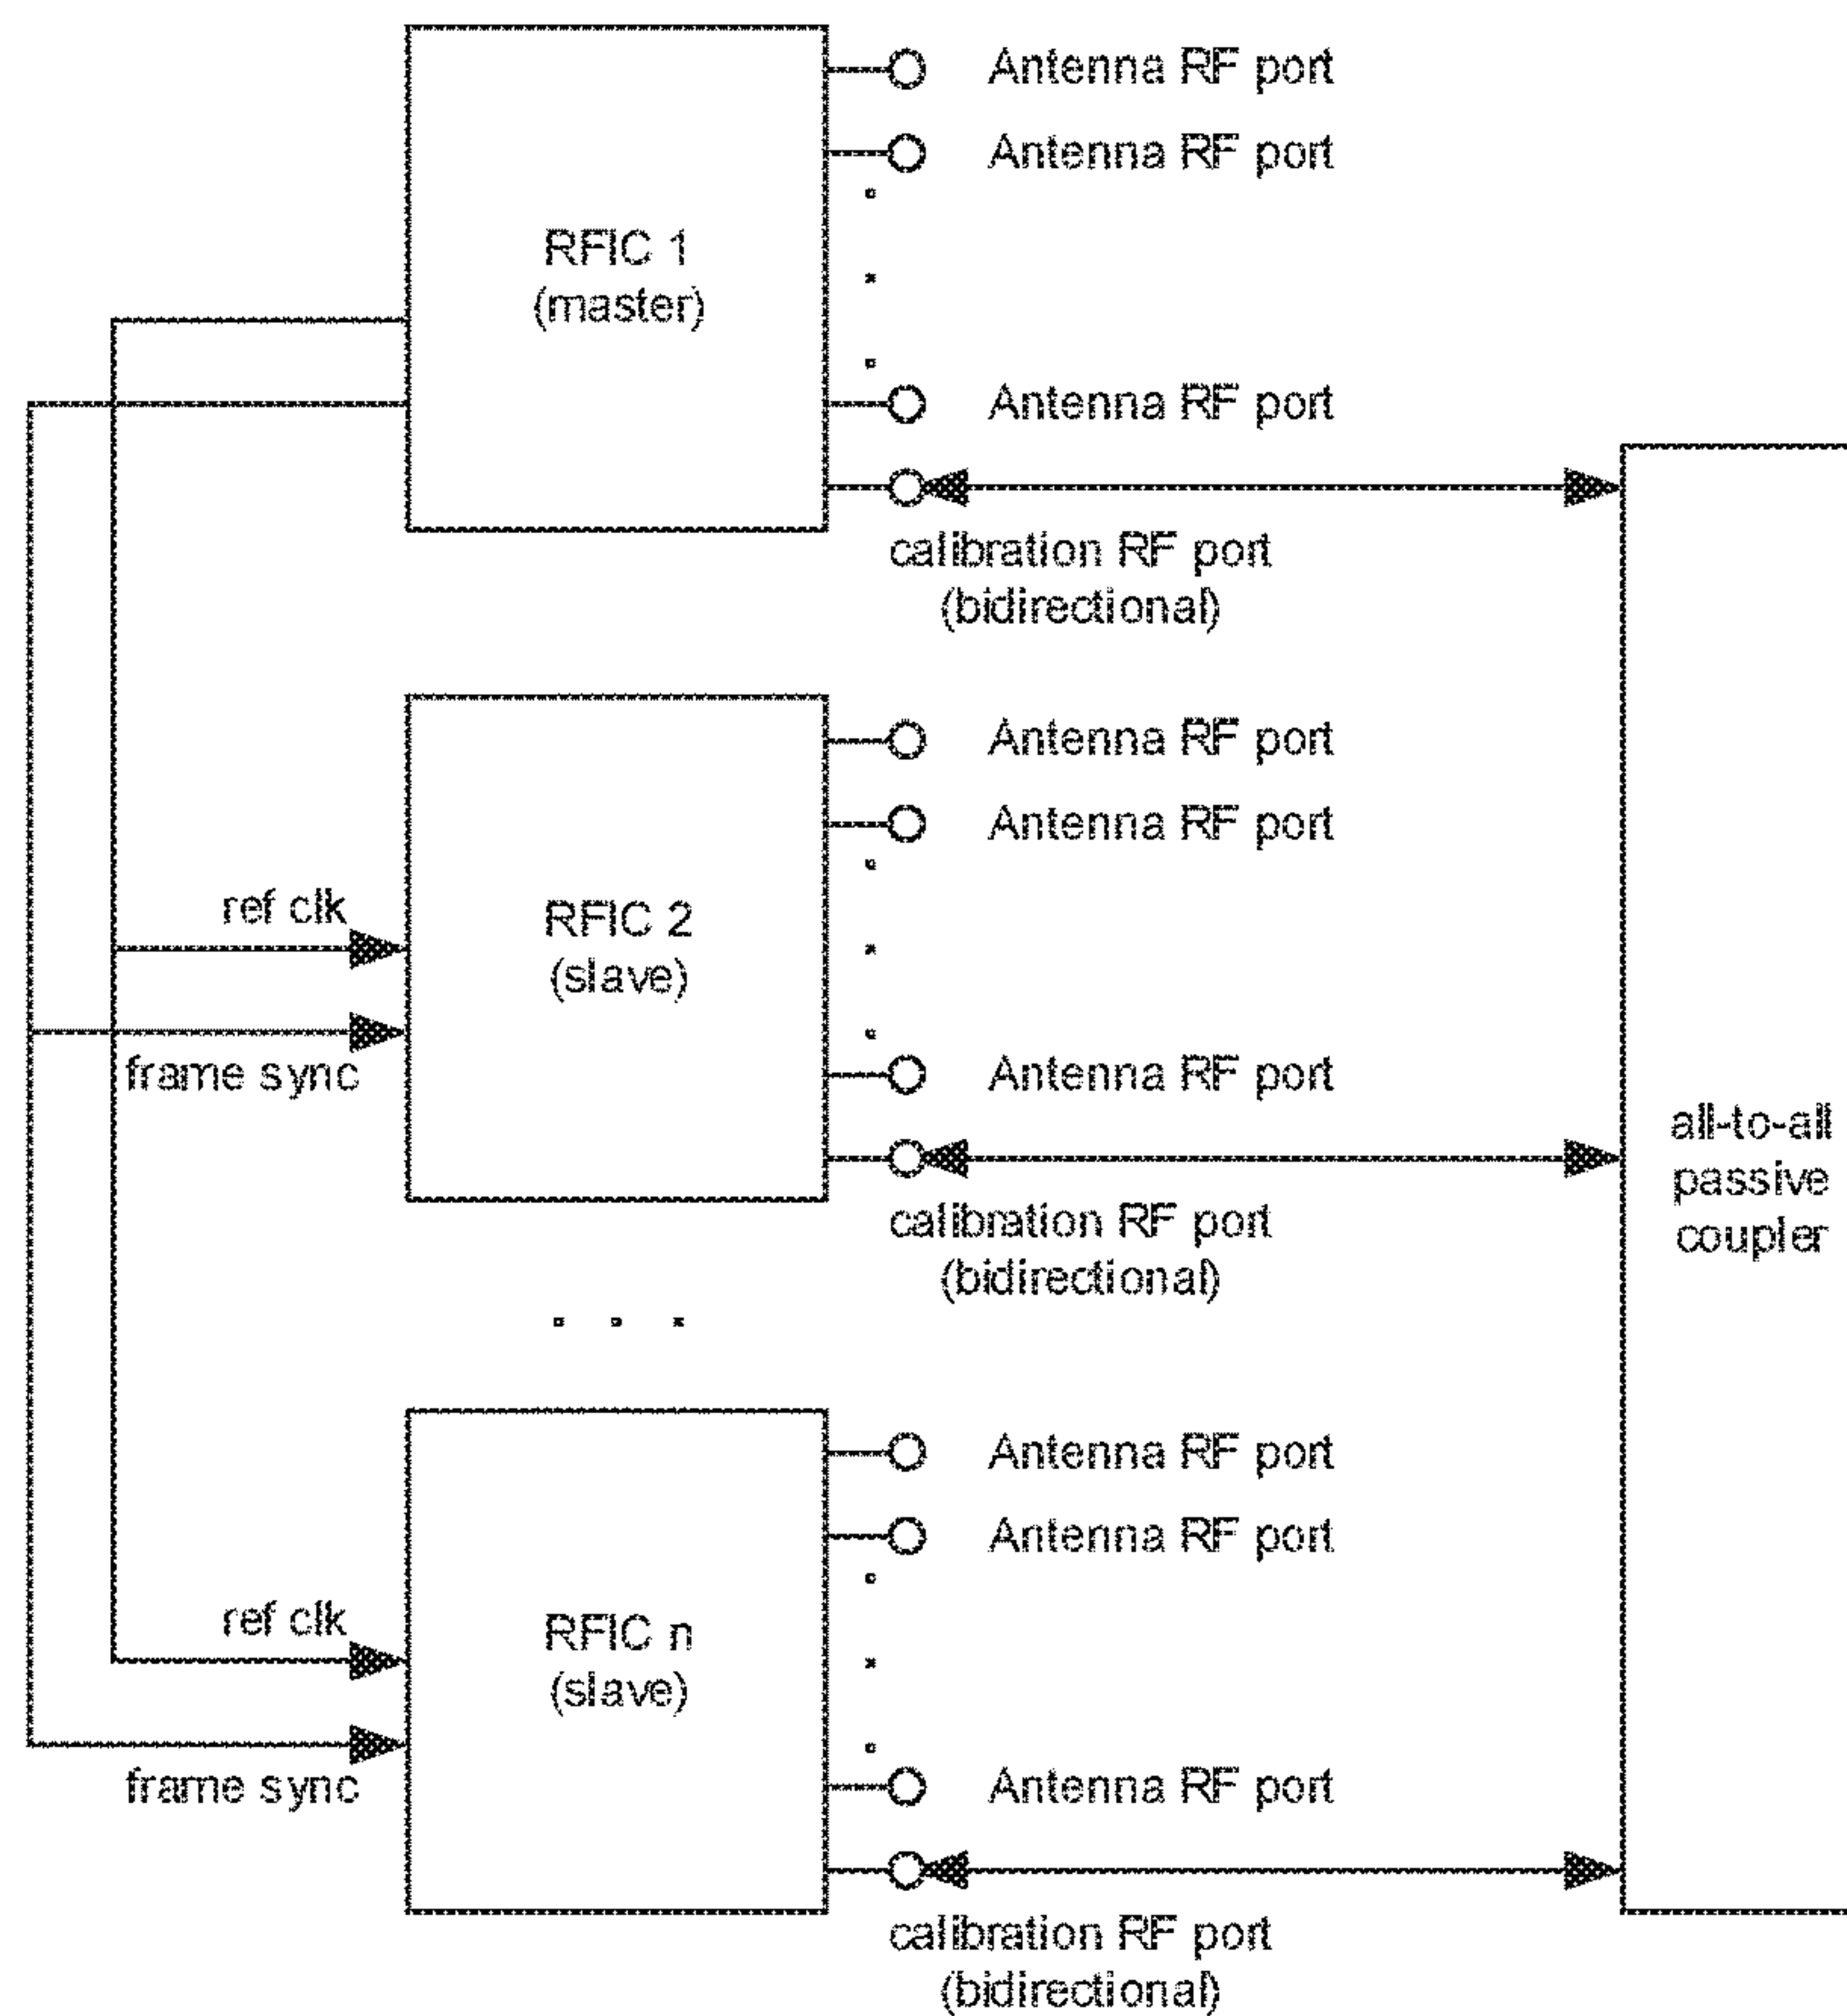 Antenna RF port
Antenna RF port
RFIC 1
(master)
Antenna RF port
calibration RF port
(bidirectional)
Antenna RF port
Antenna RF port
ref clk
RFIC 2
(slave)
frame sync
Antenna RF port
all-to-all
passive
coupler
calibration RF port
(bidirectional)
Antenna RF port
Antenna RF port
ref clk
RFIC n
(slave)
frame sync
Antenna RF port
calibration RF port
(bidirectional)